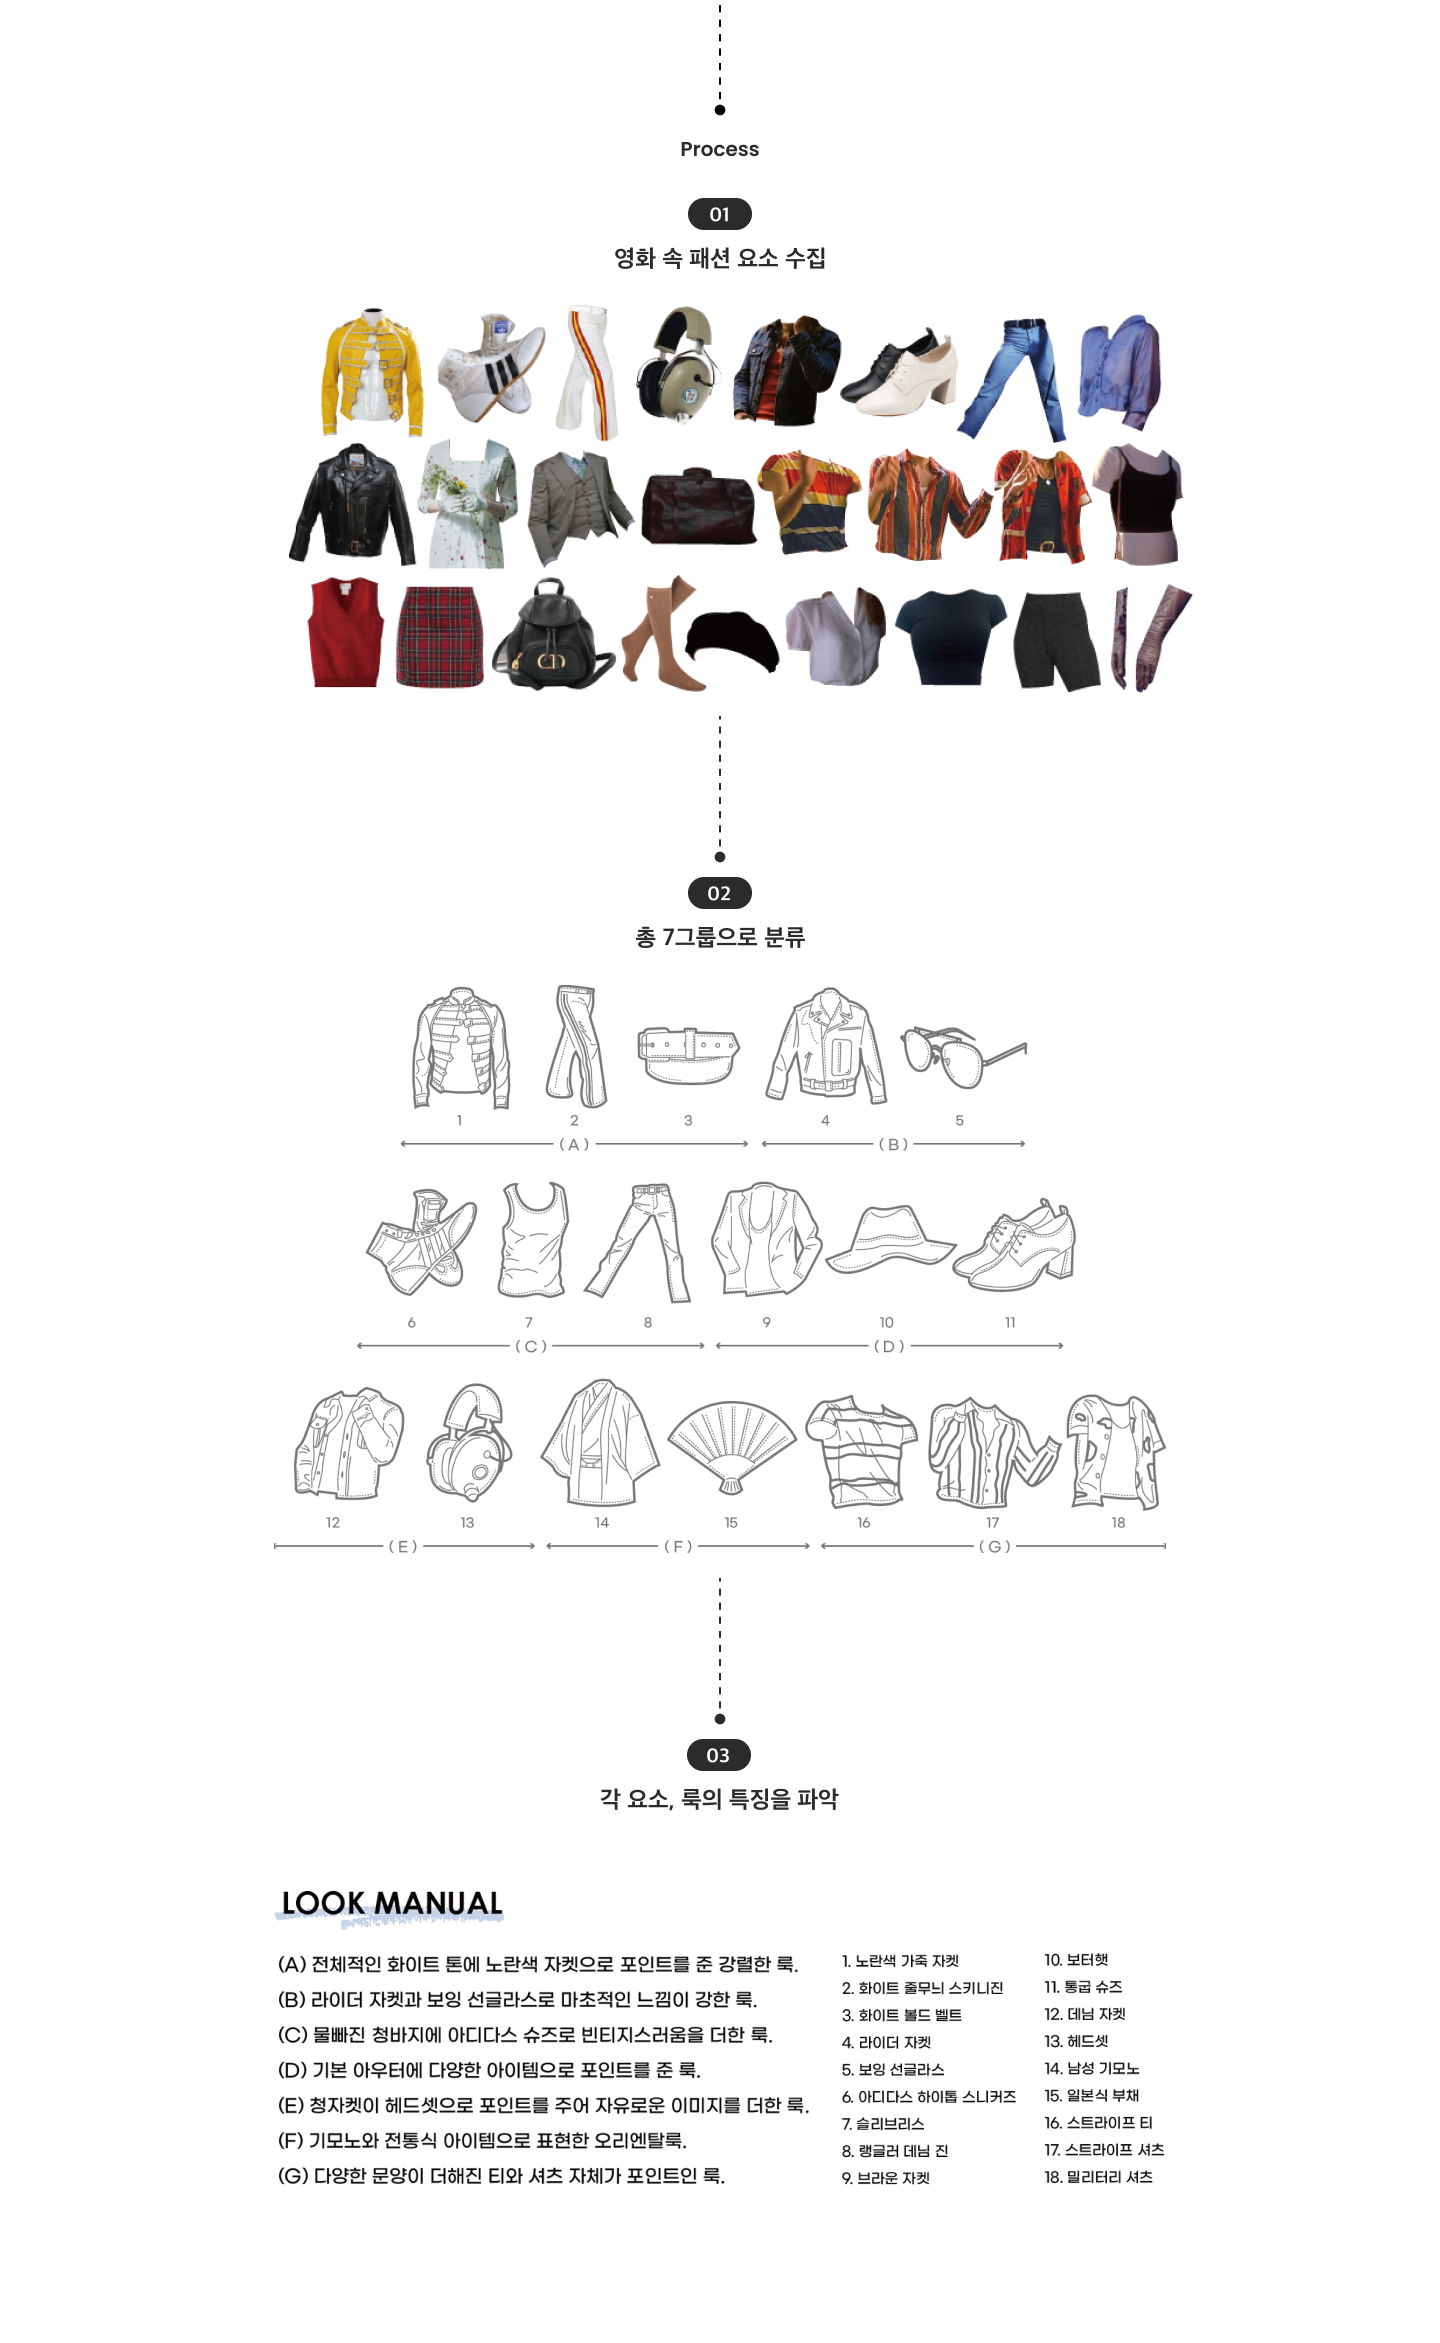 Process
01
영화 속 패션 요소 수집
02
총 7그룹으로 분류
1 2 3 4 5
(A) (B)
6 7 8 9 10 11
(C) (D)
12 13 14 15 16 17 18
(E) (F) (G)
03
각 요소, 룩의 특징을 파악
LOOK MANUAL
(A) 전체적인 화이트 톤에 노란색 자켓으로 포인트를 준 강렬한 룩.
(B) 라이더 자켓과 보잉 선글라스로 마초적인 느낌이 강한 룩.
(C) 물빠진 청바지에 아디다스 슈즈로 빈티지스러움을 더한 룩.
(D) 기본 아우터에 다양한 아이템으로 포인트를 준 룩.
(E) 청자켓이 헤드셋으로 포인트를 주어 자유로운 이미지를 더한 룩.
(F) 기모노와 전통식 아이템으로 표현한 오리엔탈룩.
(G) 다양한 문양이 더해진 티와 셔츠 자체가 포인트인 룩.
1. 노란색 가죽 자켓
2. 화이트 줄무늬 스키니진
3. 화이트 볼드 벨트
4. 라이더 자켓
5. 보잉 선글라스
6. 아디다스 하이톱 스니커즈
7. 슬리브리스
8. 랭글러 데님 진
9. 브라운 자켓
10. 보터햇
11. 통굽 슈즈
12. 데님 자켓
13. 헤드셋
14. 남성 기모노
15. 일본식 부채
16. 스트라이프 티
17. 스트라이프 셔츠
18. 밀리터리 셔츠